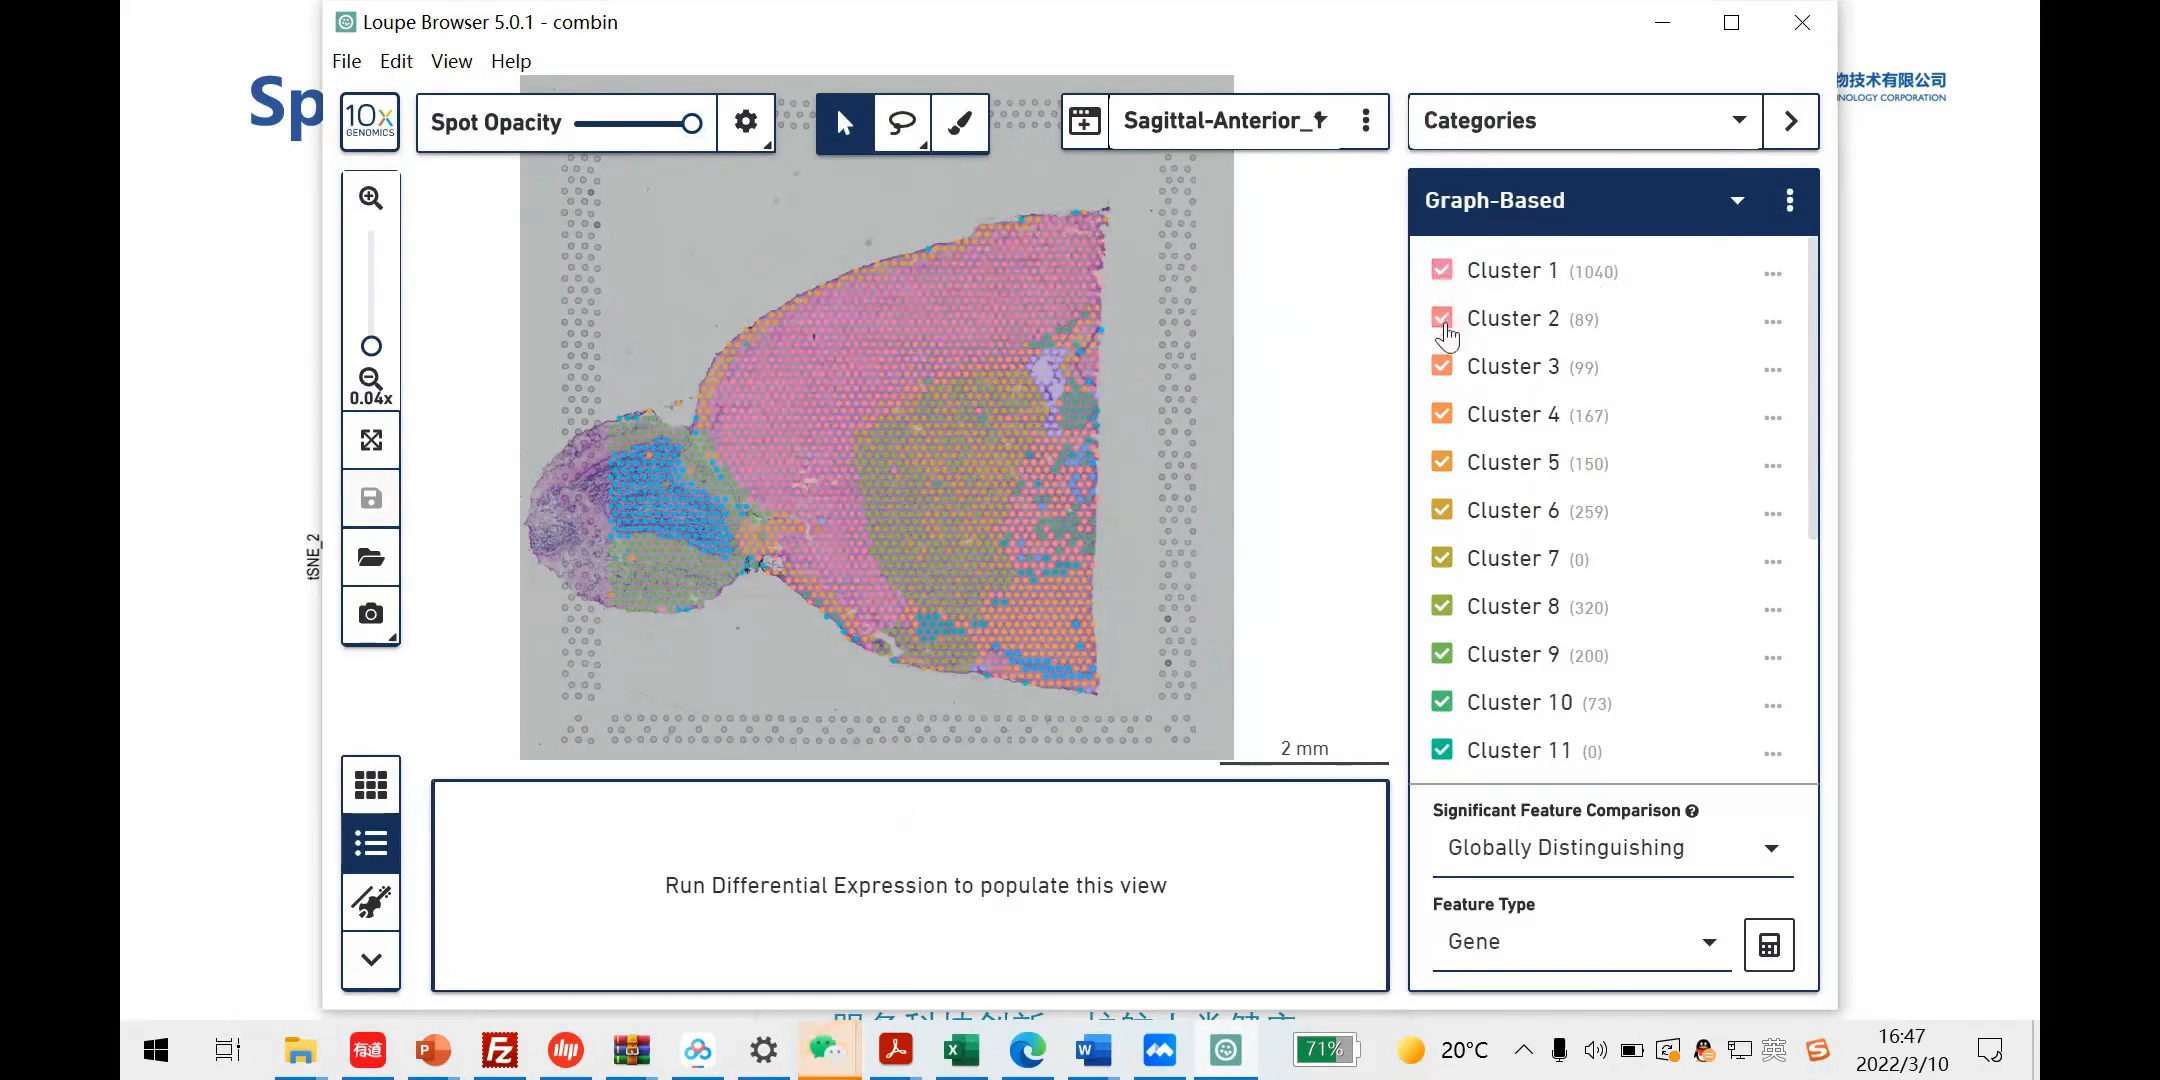 Loupe Browser 5.0.1 - combin
File Edit View Help
Sp
物技术有限公司
NOLOGY CORPORATION
10x
GENOMICS
Spot Opacity
Sagittal-Anterior_1
Categories
Graph-Based
Cluster 1 (1040)
Cluster 2 (89)
Cluster 3 (99)
Cluster 4 (167)
Cluster 5 (150)
Cluster 6 (259)
Cluster 7 (0)
Cluster 8 (320)
Cluster 9 (200)
Cluster 10 (73)
Cluster 11 (0)
0.04x
tSNE_2
2 mm
Significant Feature Comparison
Globally Distinguishing
Feature Type
Gene
Run Differential Expression to populate this view
有道
71%
20°C
英
16:47
2022/3/10